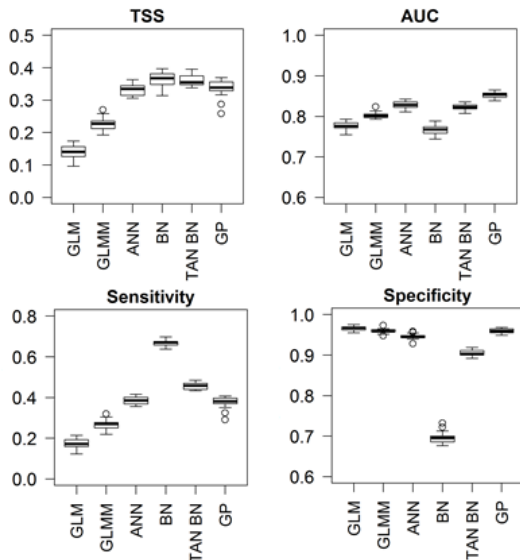 TSS
0.5
0.4
0.3
0.2
0.1
0.0
GLM
GLMM
ANN
BN
TAN BN
GP
AUC
1.0
0.9
0.8
0.7
0.6
GLM
GLMM
ANN
BN
TAN BN
GP
Sensitivity
0.8
0.6
0.4
0.2
0.0
GLM
GLMM
ANN
BN
TAN BN
GP
Specificity
1.0
0.9
0.8
0.7
0.6
GLM
GLMM
ANN
BN
TAN BN
GP